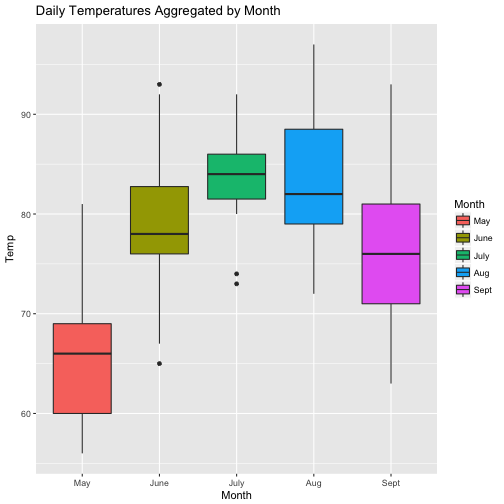 Daily Temperatures Aggregated by Month
90
80
70
60
Temp
May June July Aug Sept
Month
Month
May
June
July
Aug
Sept